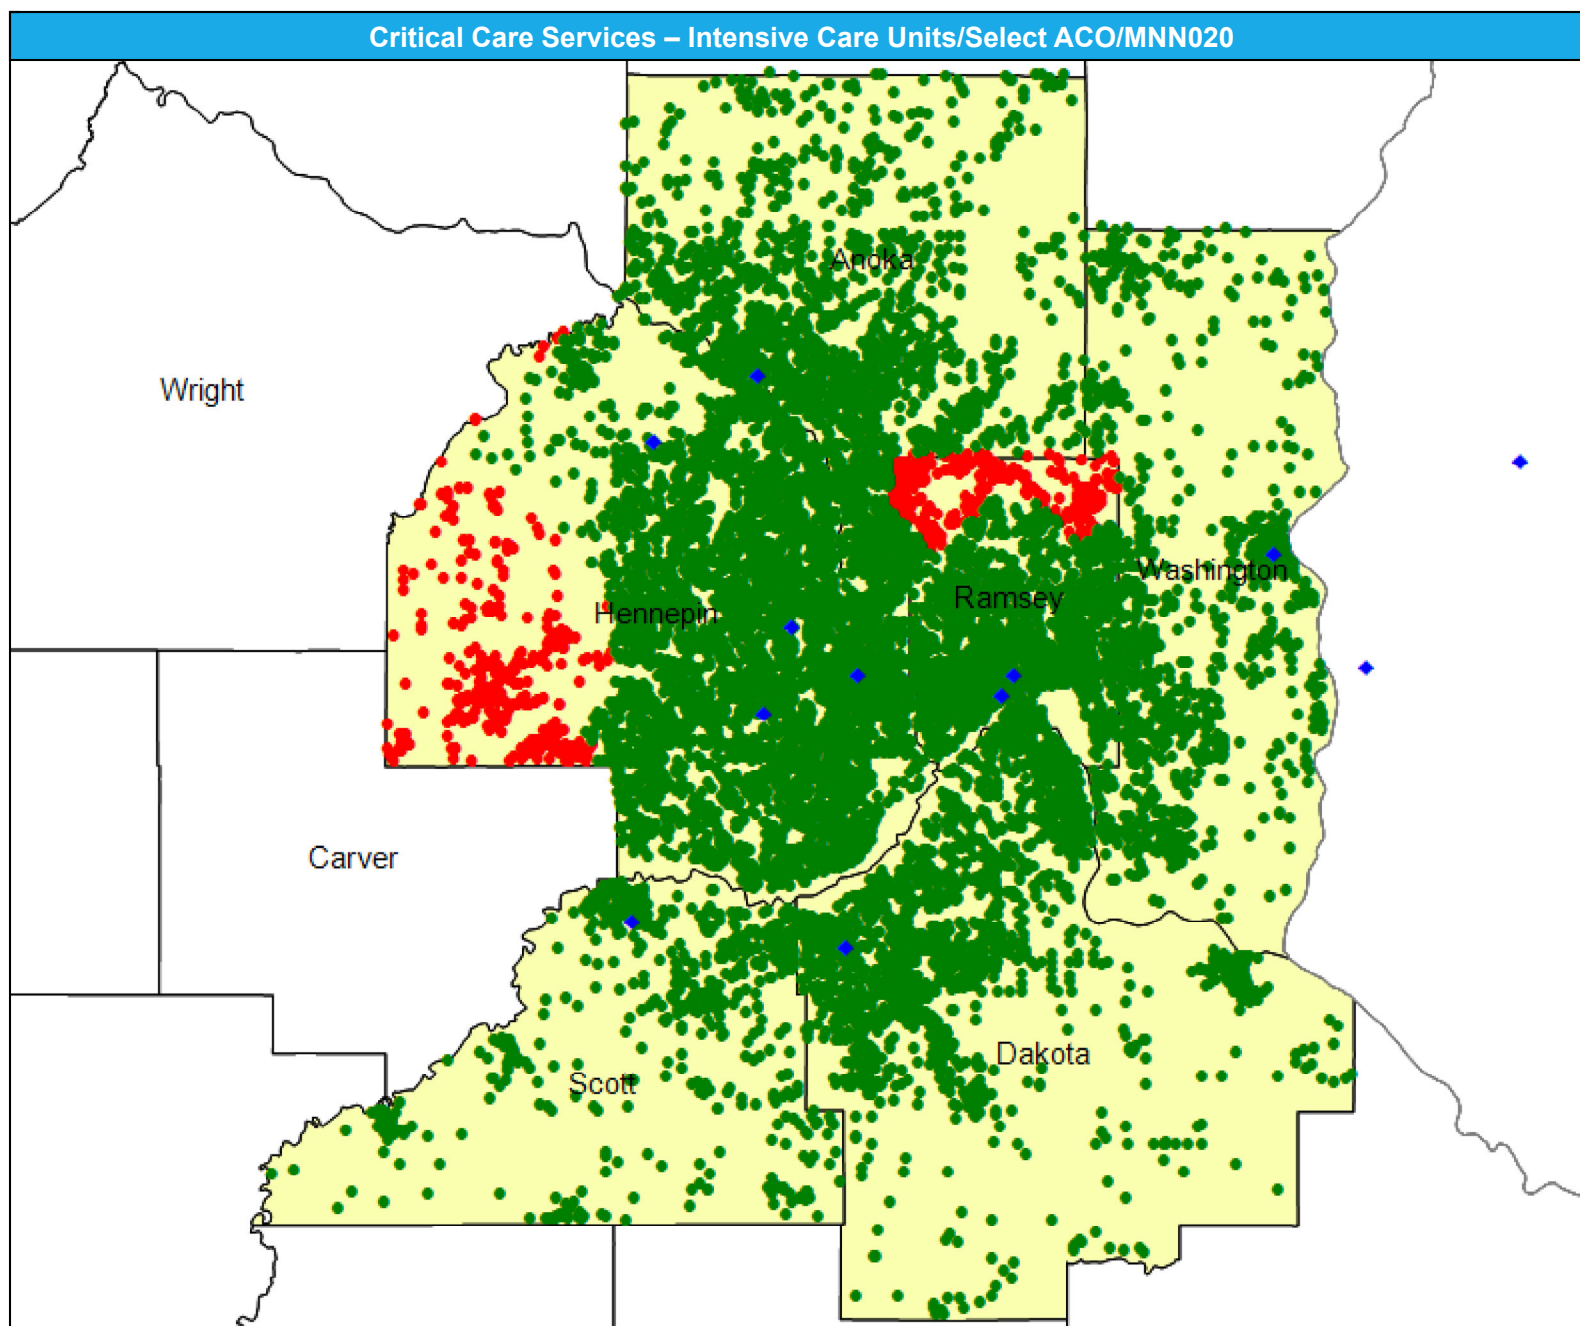 Critical Care Services – Intensive Care Units/Select ACO/MNN020
Anoka
Wright
Washington
Ramsey
Hennepin
Carver
Dakota
Scott